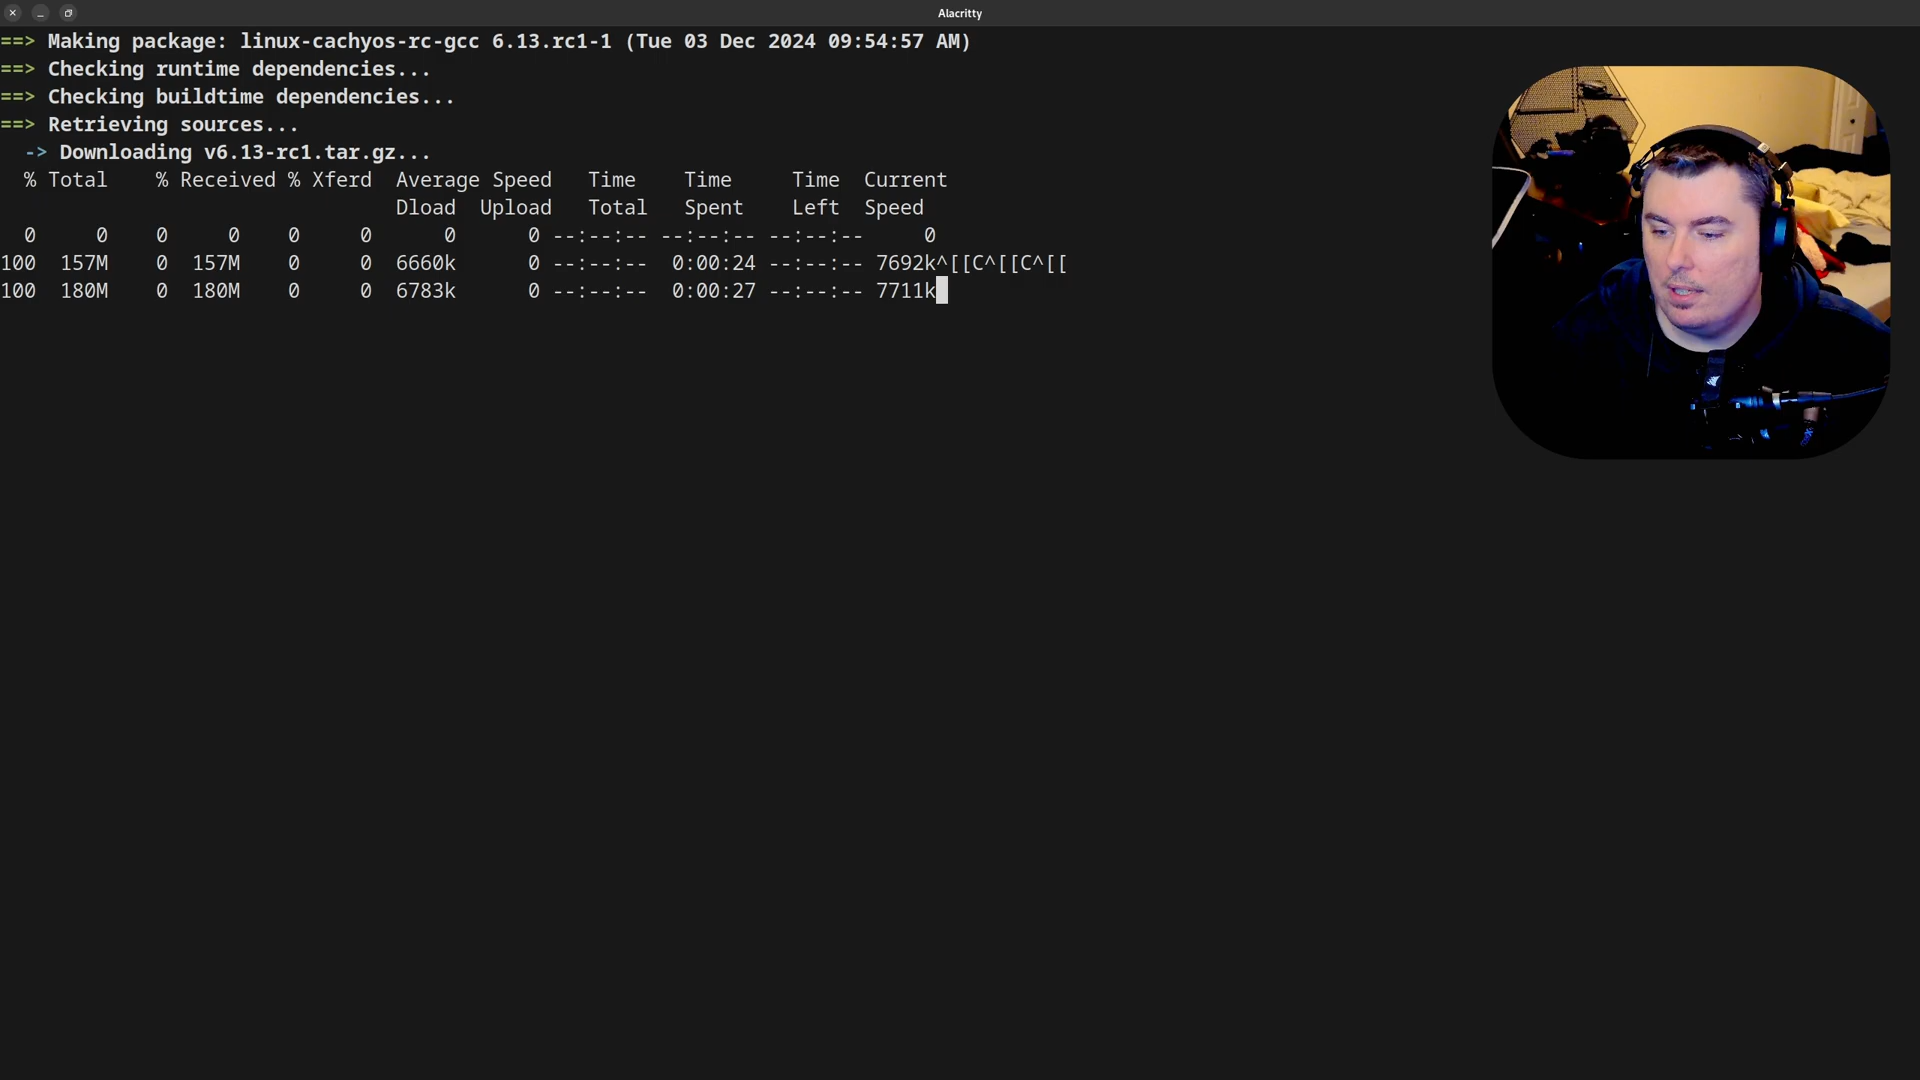 Alacritty
==> Making package: linux-cachyos-rc-gcc 6.13.rc1-1 (Tue 03 Dec 2024 09:54:57 AM)
==> Checking runtime dependencies...
==> Checking buildtime dependencies...
==> Retrieving sources...
  -> Downloading v6.13-rc1.tar.gz...
  % Total    % Received % Xferd  Average Speed   Time    Time     Time  Current
                                 Dload  Upload   Total   Spent    Left  Speed
  0     0    0     0    0     0      0      0 --:--:-- --:--:-- --:--:--     0
100  157M    0  157M    0     0  6660k      0 --:--:--  0:00:24 --:--:-- 7692k^[[C^[[C^[[
100  180M    0  180M    0     0  6783k      0 --:--:--  0:00:27 --:--:-- 7711k